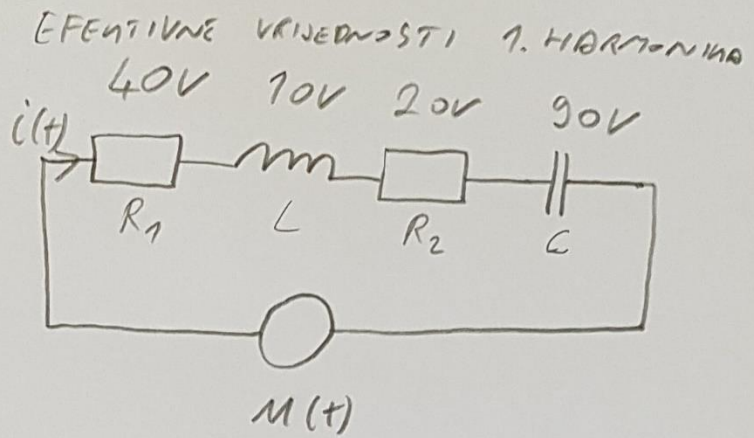 EFEKTIVNE VRIJEDNOSTI 1. HARMONIKA
40V 10V 20V 90V
i(t)
R1 L R2 C
M(t)